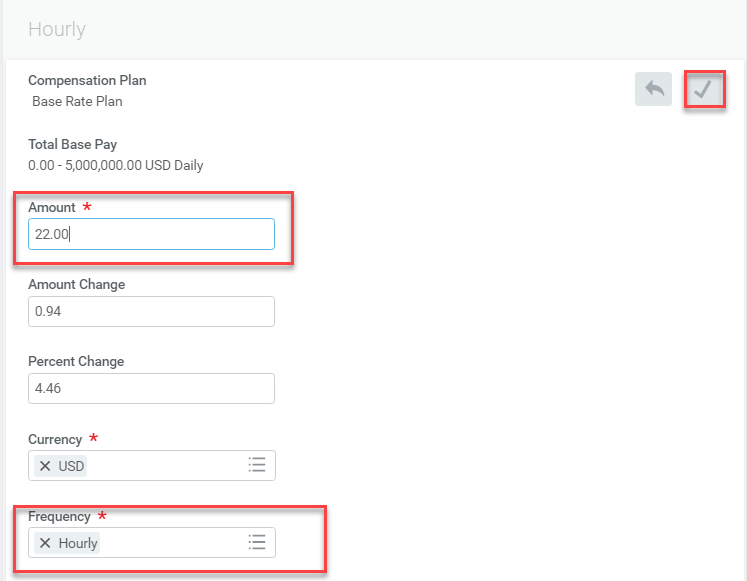 Hourly
Compensation Plan
Base Rate Plan
Total Base Pay
0.00 - 5,000,000.00 USD Daily
Amount *
22.00
Amount Change
0.94
Percent Change
4.46
Currency *
USD
Frequency *
Hourly